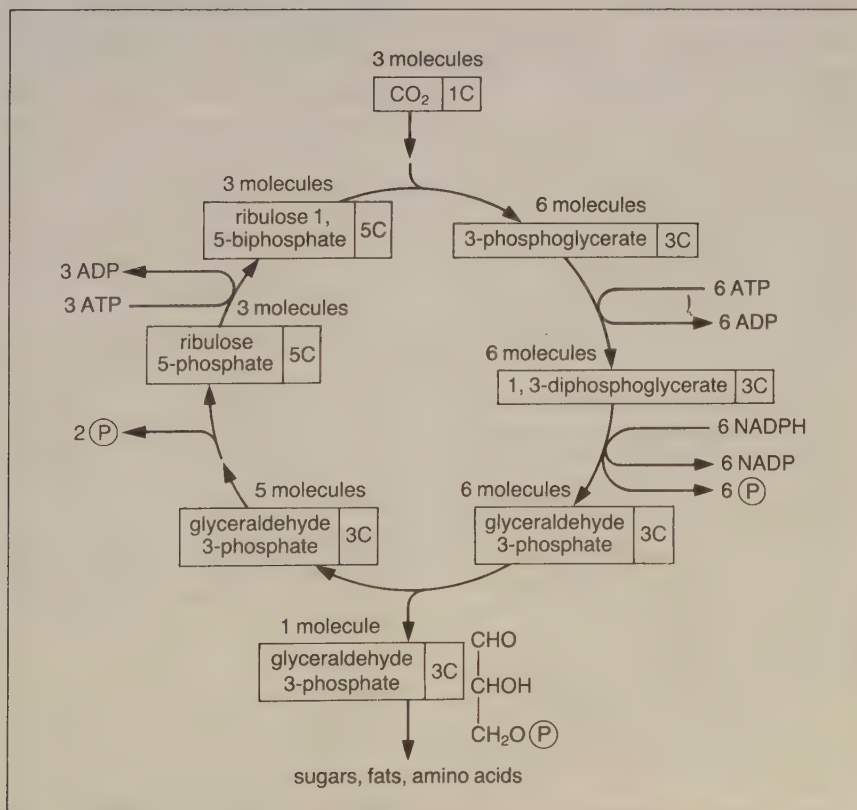 3 molecules
CO₂ 1C
3 molecules
ribulose 1,
5-biphosphate 5C
6 molecules
3-phosphoglycerate 3C
3 ADP
3 ATP
6 ATP
6 ADP
3 molecules
ribulose
5-phosphate 5C
6 molecules
1, 3-diphosphoglycerate 3C
2 P
6 NADPH
6 NADP
6 P
5 molecules
glyceraldehyde
3-phosphate 3C
6 molecules
glyceraldehyde
3-phosphate 3C
1 molecule
glyceraldehyde
3-phosphate 3C
CHO
CHOH
CH₂O P
sugars, fats, amino acids